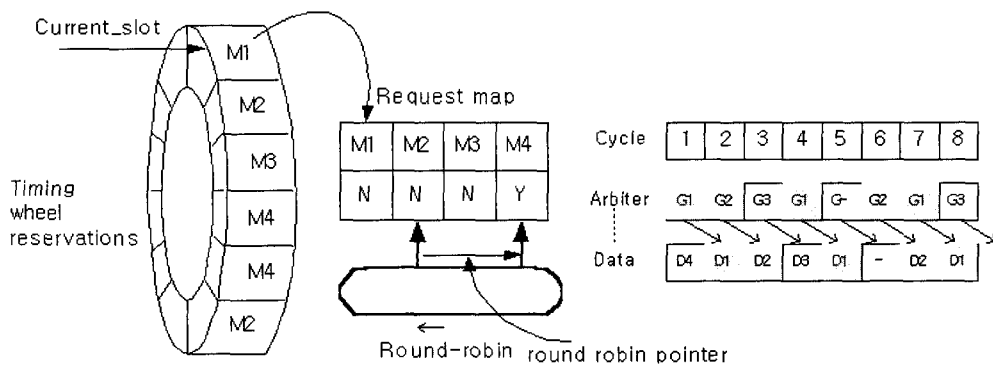 Current_slot
M1
M2
M3
M4
M4
M2
Timing
wheel
reservations
Request map
M1 M2 M3 M4
N N N Y
Round-robin round robin pointer
Cycle 1 2 3 4 5 6 7 8
Arbiter G1 G2 G3 G1 G- G2 G1 G3
Data D4 D1 D2 D3 D1 - D2 D1